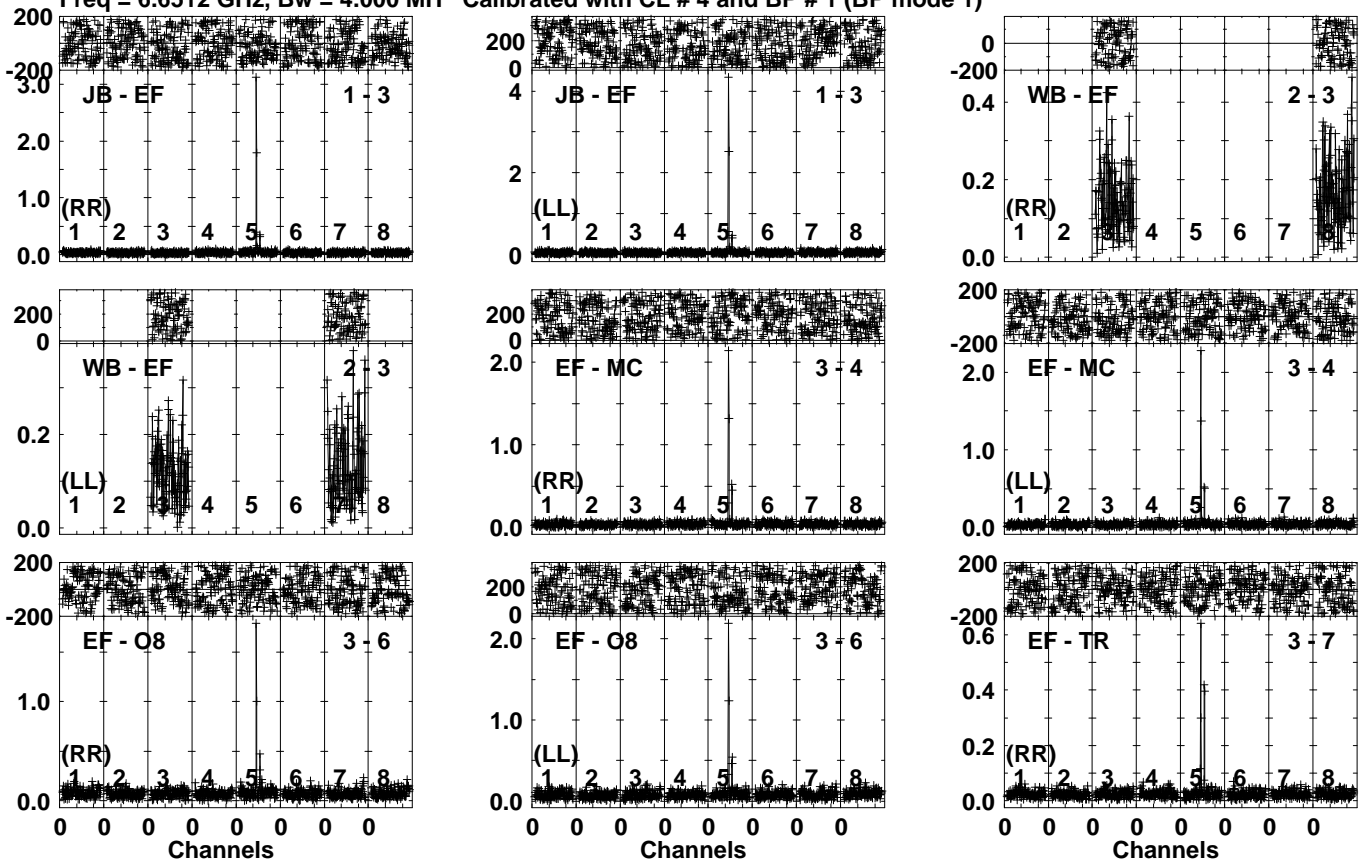 Freq = 6.6512 GHz, Bw = 4.000 MH Calibrated with CL # 4 and BP # 1 (BP mode 1)
200
-200
3.0
2.0
1.0
0.0
JB - EF 1 - 3
(RR)
1 2 3 4 5 6 7 8
200
0
4
2
0
JB - EF 1 - 3
(LL)
1 2 3 4 5 6 7 8
0
-200
0.4
0.2
0.0
WB - EF 2 - 3
(RR)
1 2 3 4 5 6 7 8
200
0
0.2
0.0
WB - EF 2 - 3
(LL)
1 2 3 4 5 6 7 8
200
0
2.0
1.0
0.0
EF - MC 3 - 4
(RR)
1 2 3 4 5 6 7 8
200
-200
2.0
1.0
0.0
EF - MC 3 - 4
(LL)
1 2 3 4 5 6 7 8
200
-200
1.0
0.0
EF - O8 3 - 6
(RR)
1 2 3 4 5 6 7 8
0 0 0 0 0 0 0 0
Channels
200
0
2.0
1.0
0.0
EF - O8 3 - 6
(LL)
1 2 3 4 5 6 7 8
0 0 0 0 0 0 0 0
Channels
200
-200
0.6
0.4
0.2
0.0
EF - TR 3 - 7
(RR)
1 2 3 4 5 6 7 8
0 0 0 0 0 0 0 0
Channels